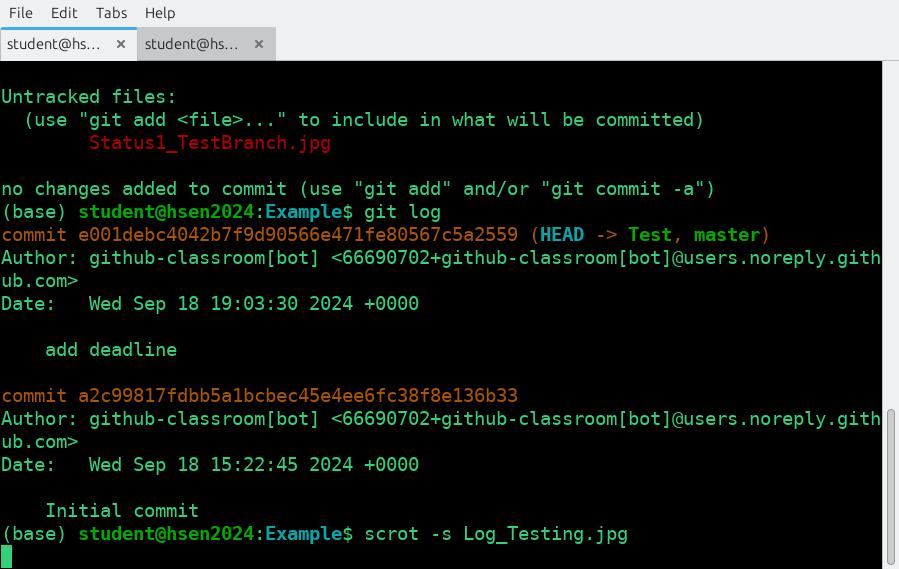 File Edit Tabs Help
student@hs... × student@hs... ×
Untracked files:
  (use "git add <file>..." to include in what will be committed)
        Status1_TestBranch.jpg
no changes added to commit (use "git add" and/or "git commit -a")
(base) student@hsen2024:Example$ git log
commit e001debc4042b7f9d90566e471fe80567c5a2559 (HEAD -> Test, master)
Author: github-classroom[bot] <66690702+github-classroom[bot]@users.noreply.gith
ub.com>
Date:   Wed Sep 18 19:03:30 2024 +0000
    add deadline
commit a2c99817fdbb5a1bcbec45e4ee6fc38f8e136b33
Author: github-classroom[bot] <66690702+github-classroom[bot]@users.noreply.gith
ub.com>
Date:   Wed Sep 18 15:22:45 2024 +0000
    Initial commit
(base) student@hsen2024:Example$ scrot -s Log_Testing.jpg